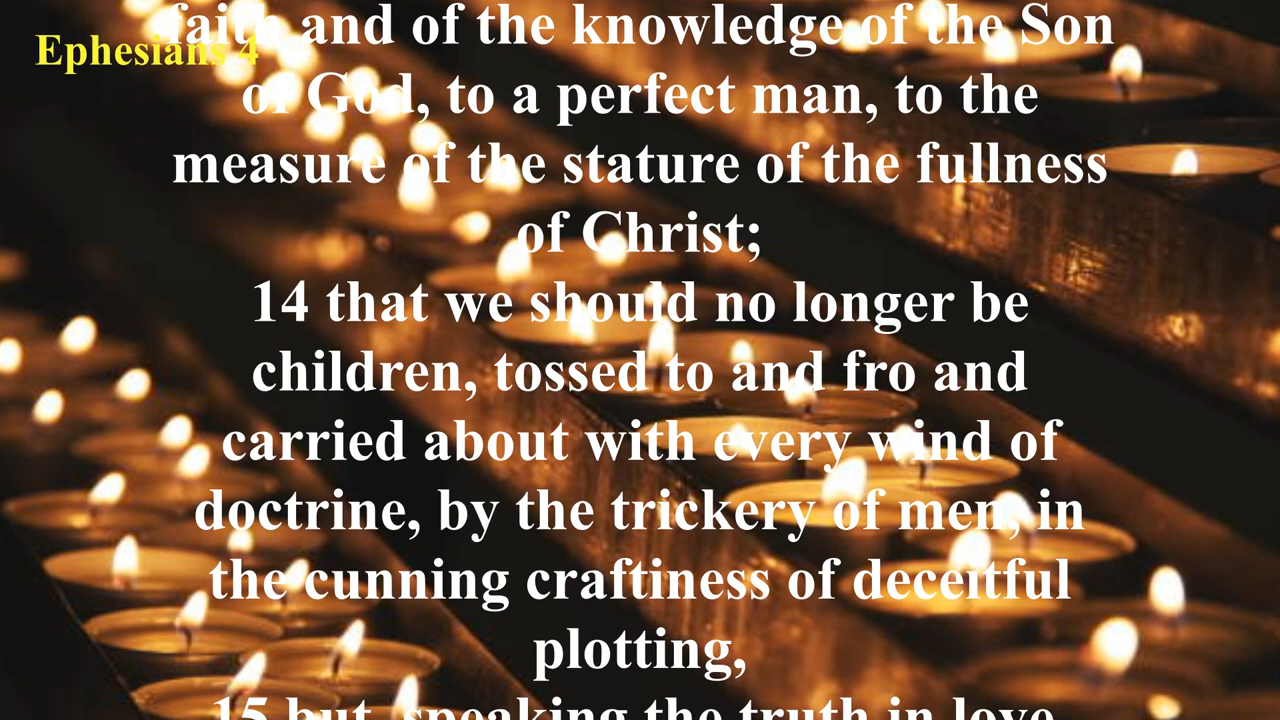 faith and of the knowledge of the Son
Ephesians 4
of God, to a perfect man, to the
measure of the stature of the fullness
of Christ;
14 that we should no longer be
children, tossed to and fro and
carried about with every wind of
doctrine, by the trickery of men, in
the cunning craftiness of deceitful
plotting,
15 but, speaking the truth in love,